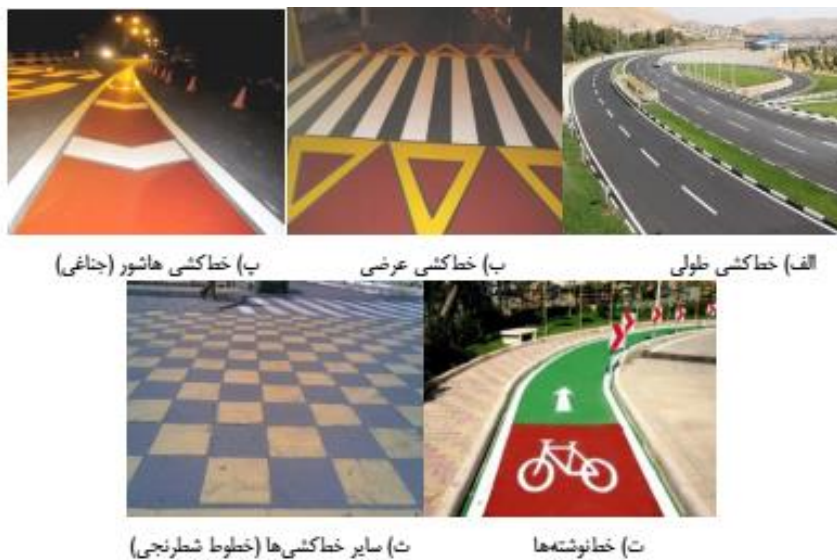 الف) خط‌کشی طولی
ب) خط‌کشی عرضی
پ) خط‌کشی هاشور (جناغی)
ت) خط‌نوشته‌ها
ث) سایر خط‌کشی‌ها (خطوط شطرنجی)